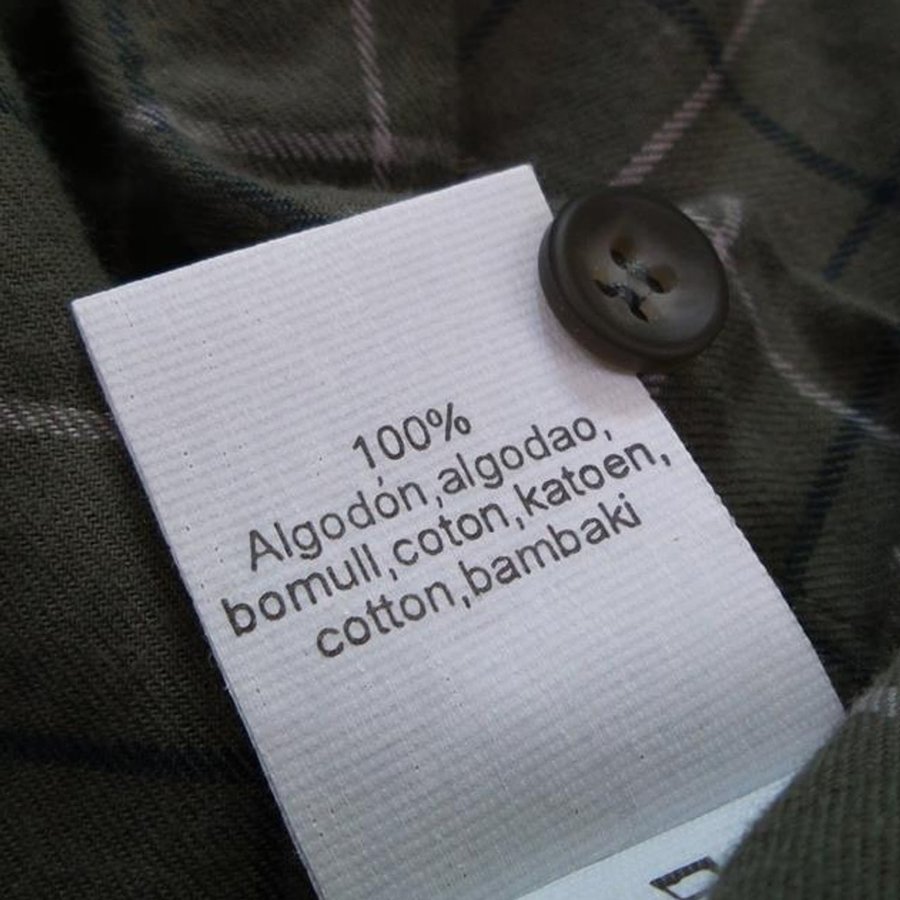 100%
Algodón,algodao,
bomull,coton,katoen,
cotton,bambaki